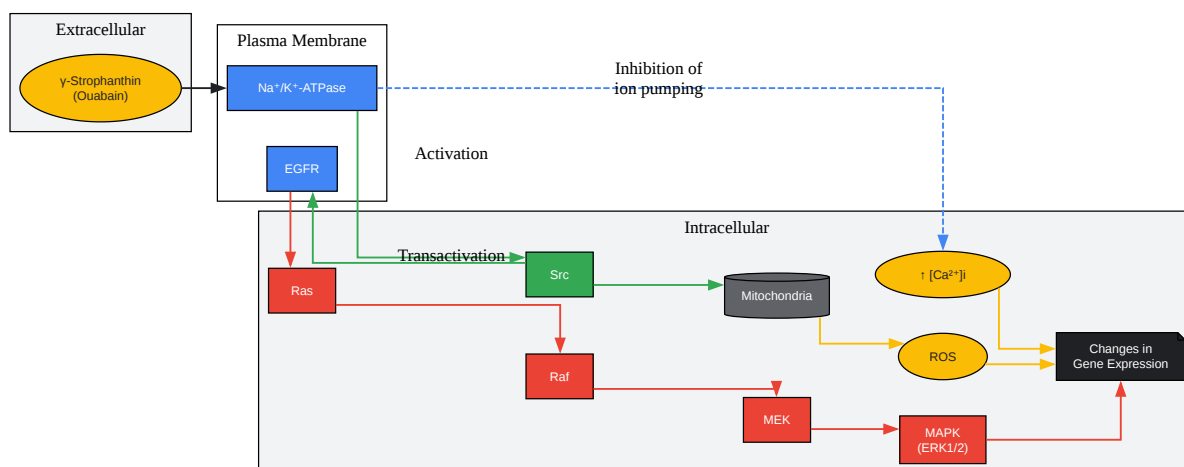 Extracellular
γ-Strophanthin
(Ouabain)
Plasma Membrane
Na⁺/K⁺-ATPase
EGFR
Inhibition of
ion pumping
Activation
Intracellular
Transactivation
Src
Ras
Mitochondria
↑ [Ca²⁺]i
ROS
Changes in
Gene Expression
Raf
MEK
MAPK
(ERK1/2)